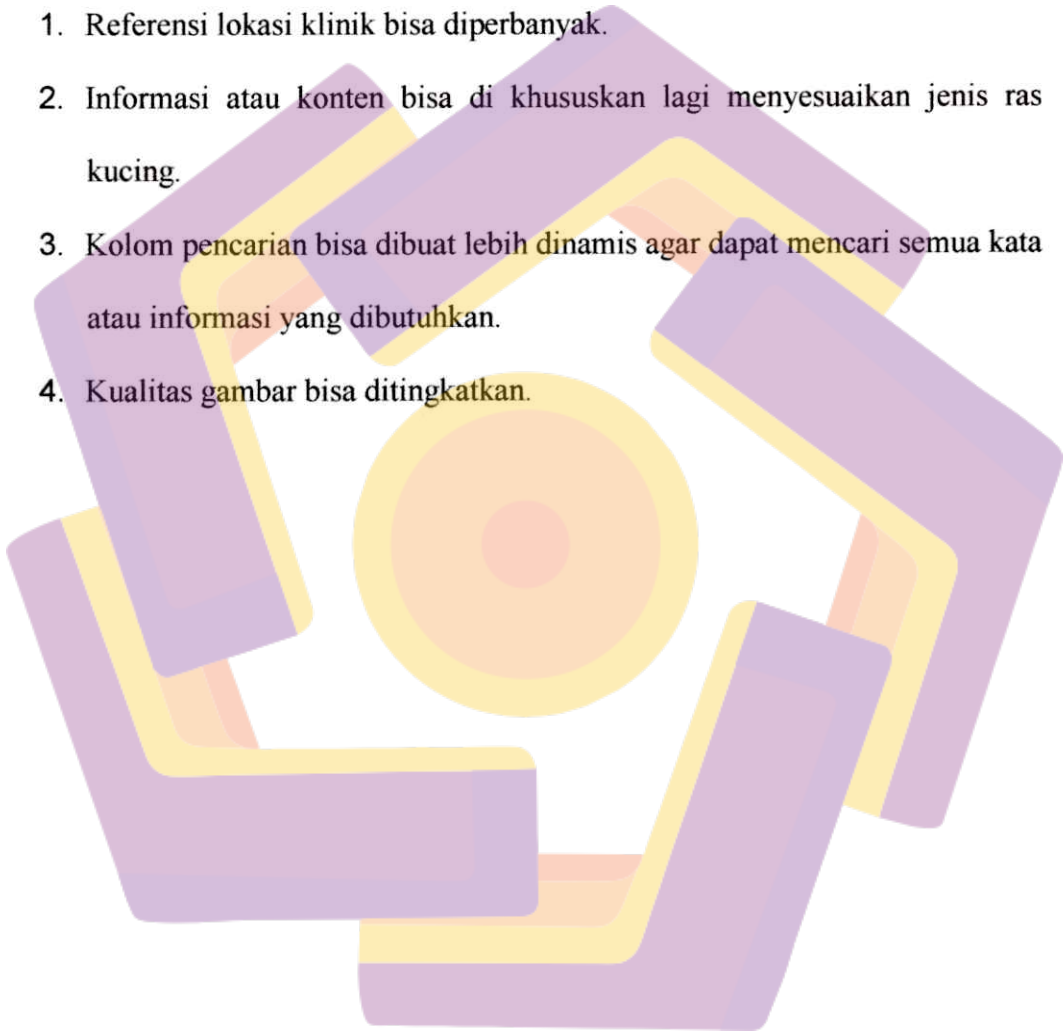 1. Referensi lokasi klinik bisa diperbanyak.
2. Informasi atau konten bisa di khususkan lagi menyesuaikan jenis ras
kucing.
3. Kolom pencarian bisa dibuat lebih dinamis agar dapat mencari semua kata
atau informasi yang dibutuhkan.
4. Kualitas gambar bisa ditingkatkan.